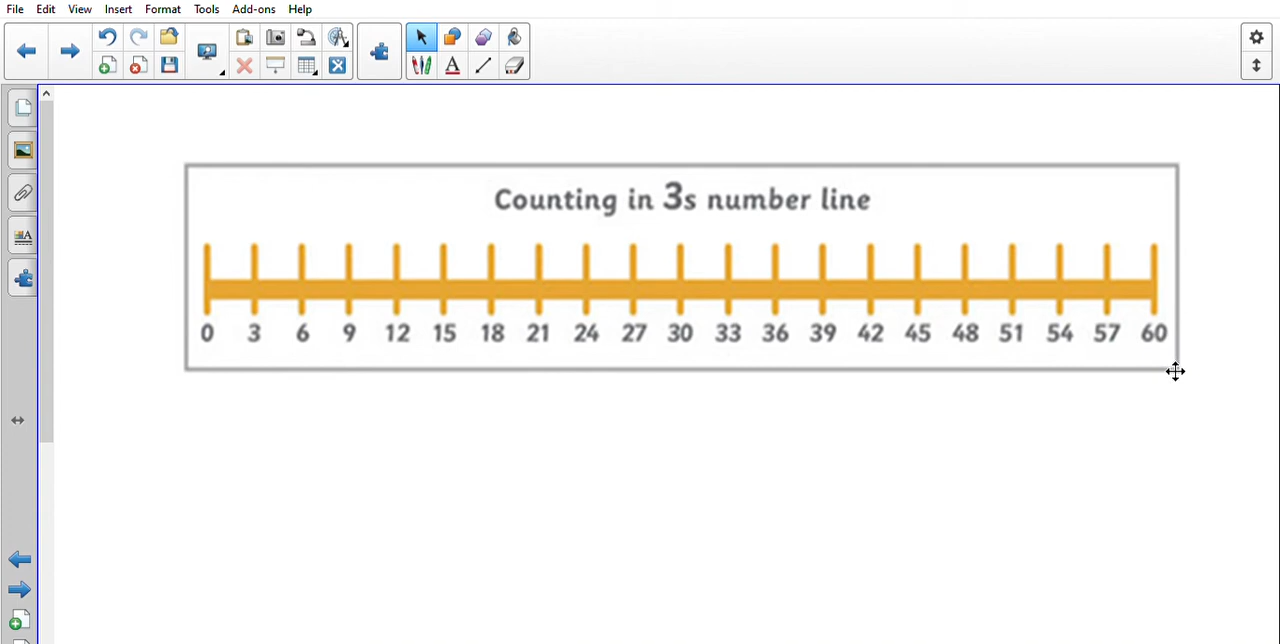 File Edit View Insert Format Tools Add-ons Help
Counting in 3s number line
0 3 6 9 12 15 18 21 24 27 30 33 36 39 42 45 48 51 54 57 60